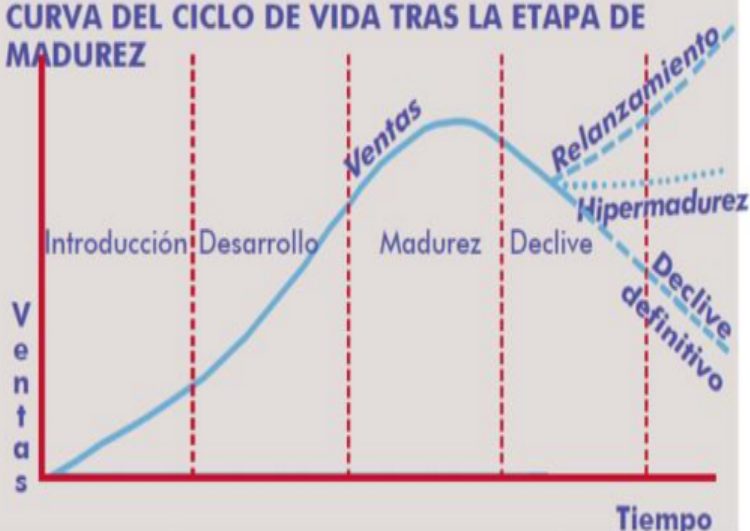 CURVA DEL CICLO DE VIDA TRAS LA ETAPA DE
MADUREZ
Ventas
Relanzamiento
Hipermadurez
Introducción
Desarrollo
Madurez
Declive
Declive
definitivo
Ventas
Tiempo